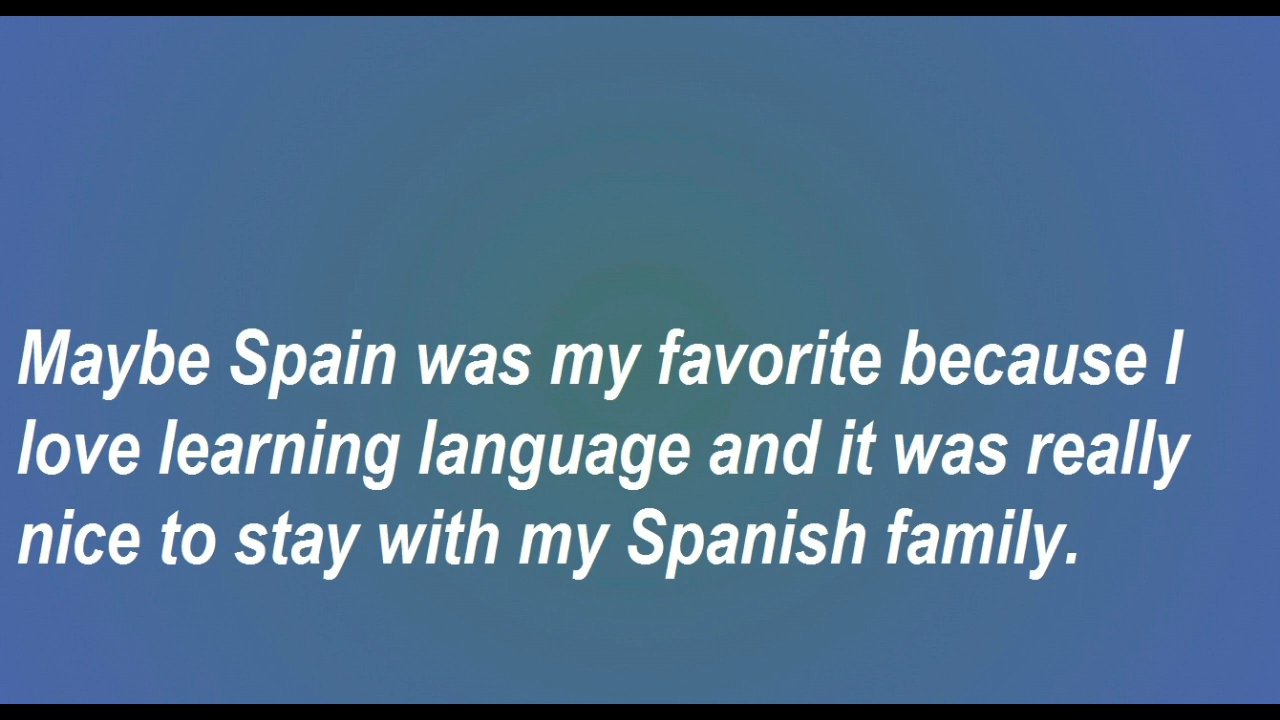 Maybe Spain was my favorite because I
love learning language and it was really
nice to stay with my Spanish family.